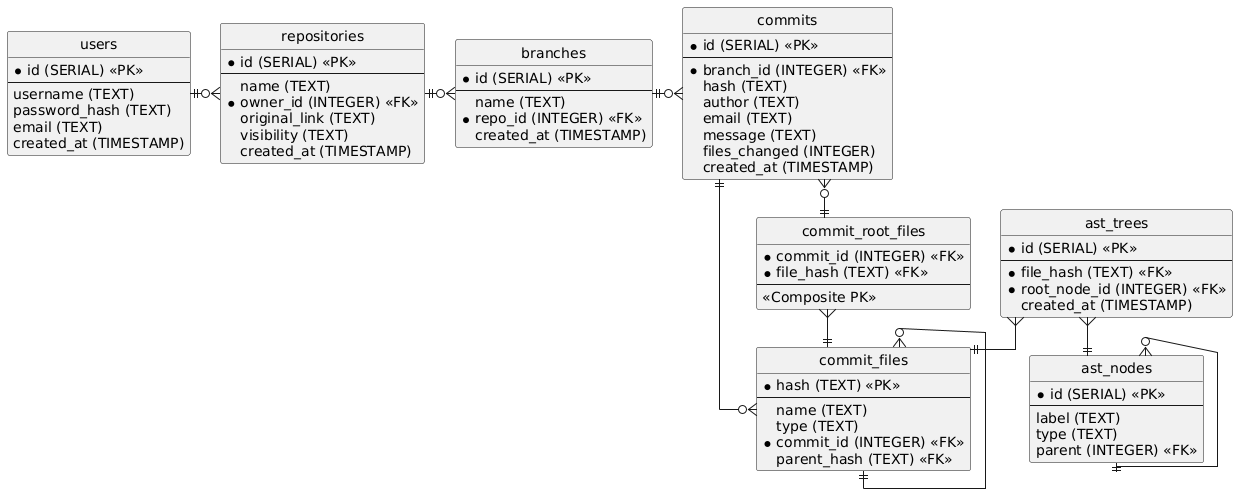 users
id (SERIAL) «PK»
username (TEXT)
password_hash (TEXT)
email (TEXT)
created_at (TIMESTAMP)
repositories
id (SERIAL) «PK»
name (TEXT)
owner_id (INTEGER) «FK»
original_link (TEXT)
visibility (TEXT)
created_at (TIMESTAMP)
branches
id (SERIAL) «PK»
name (TEXT)
repo_id (INTEGER) «FK»
created_at (TIMESTAMP)
commits
id (SERIAL) «PK»
branch_id (INTEGER) «FK»
hash (TEXT)
author (TEXT)
email (TEXT)
message (TEXT)
files_changed (INTEGER)
created_at (TIMESTAMP)
commit_root_files
commit_id (INTEGER) «FK»
file_hash (TEXT) «FK»
«Composite PK»
ast_trees
id (SERIAL) «PK»
file_hash (TEXT) «FK»
root_node_id (INTEGER) «FK»
created_at (TIMESTAMP)
commit_files
hash (TEXT) «PK»
name (TEXT)
type (TEXT)
commit_id (INTEGER) «FK»
parent_hash (TEXT) «FK»
ast_nodes
id (SERIAL) «PK»
label (TEXT)
type (TEXT)
parent (INTEGER) «FK»